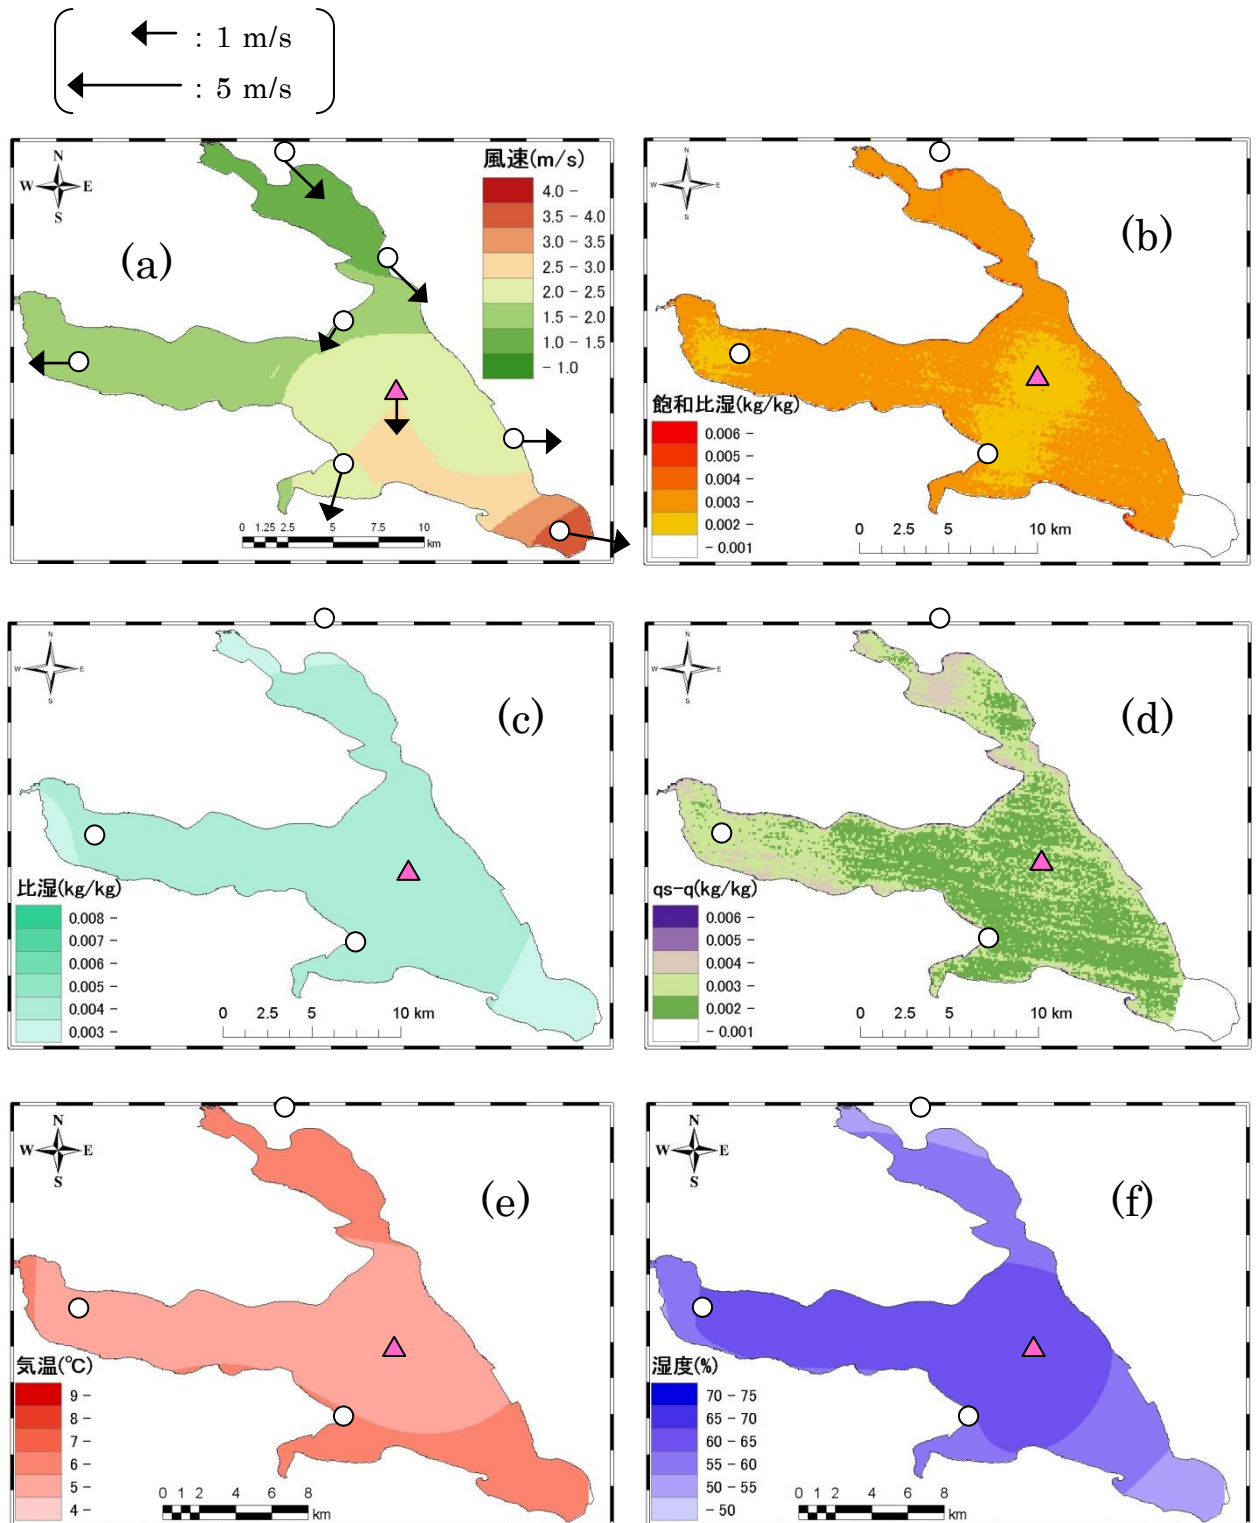 : 1 m/s
: 5 m/s
N
W E
S
(a)
風速(m/s)
4.0 -
3.5 - 4.0
3.0 - 3.5
2.5 - 3.0
2.0 - 2.5
1.5 - 2.0
1.0 - 1.5
- 1.0
0 1.25 2.5 5 7.5 10
km
N
W E
S
(b)
飽和比湿(kg/kg)
0.006 -
0.005 -
0.004 -
0.003 -
0.002 -
- 0.001
0 2.5 5 10 km
N
W E
S
(c)
比湿(kg/kg)
0.008 -
0.007 -
0.006 -
0.005 -
0.004 -
0.003 -
0 2.5 5 10 km
N
W E
S
(d)
qs-q(kg/kg)
0.006 -
0.005 -
0.004 -
0.003 -
0.002 -
- 0.001
0 2.5 5 10 km
N
W E
S
(e)
気温(℃)
9 -
8 -
7 -
6 -
5 -
4 -
0 1 2 4 6 8
km
N
W E
S
(f)
湿度(%)
70 - 75
65 - 70
60 - 65
55 - 60
50 - 55
- 50
0 1 2 4 6 8
km